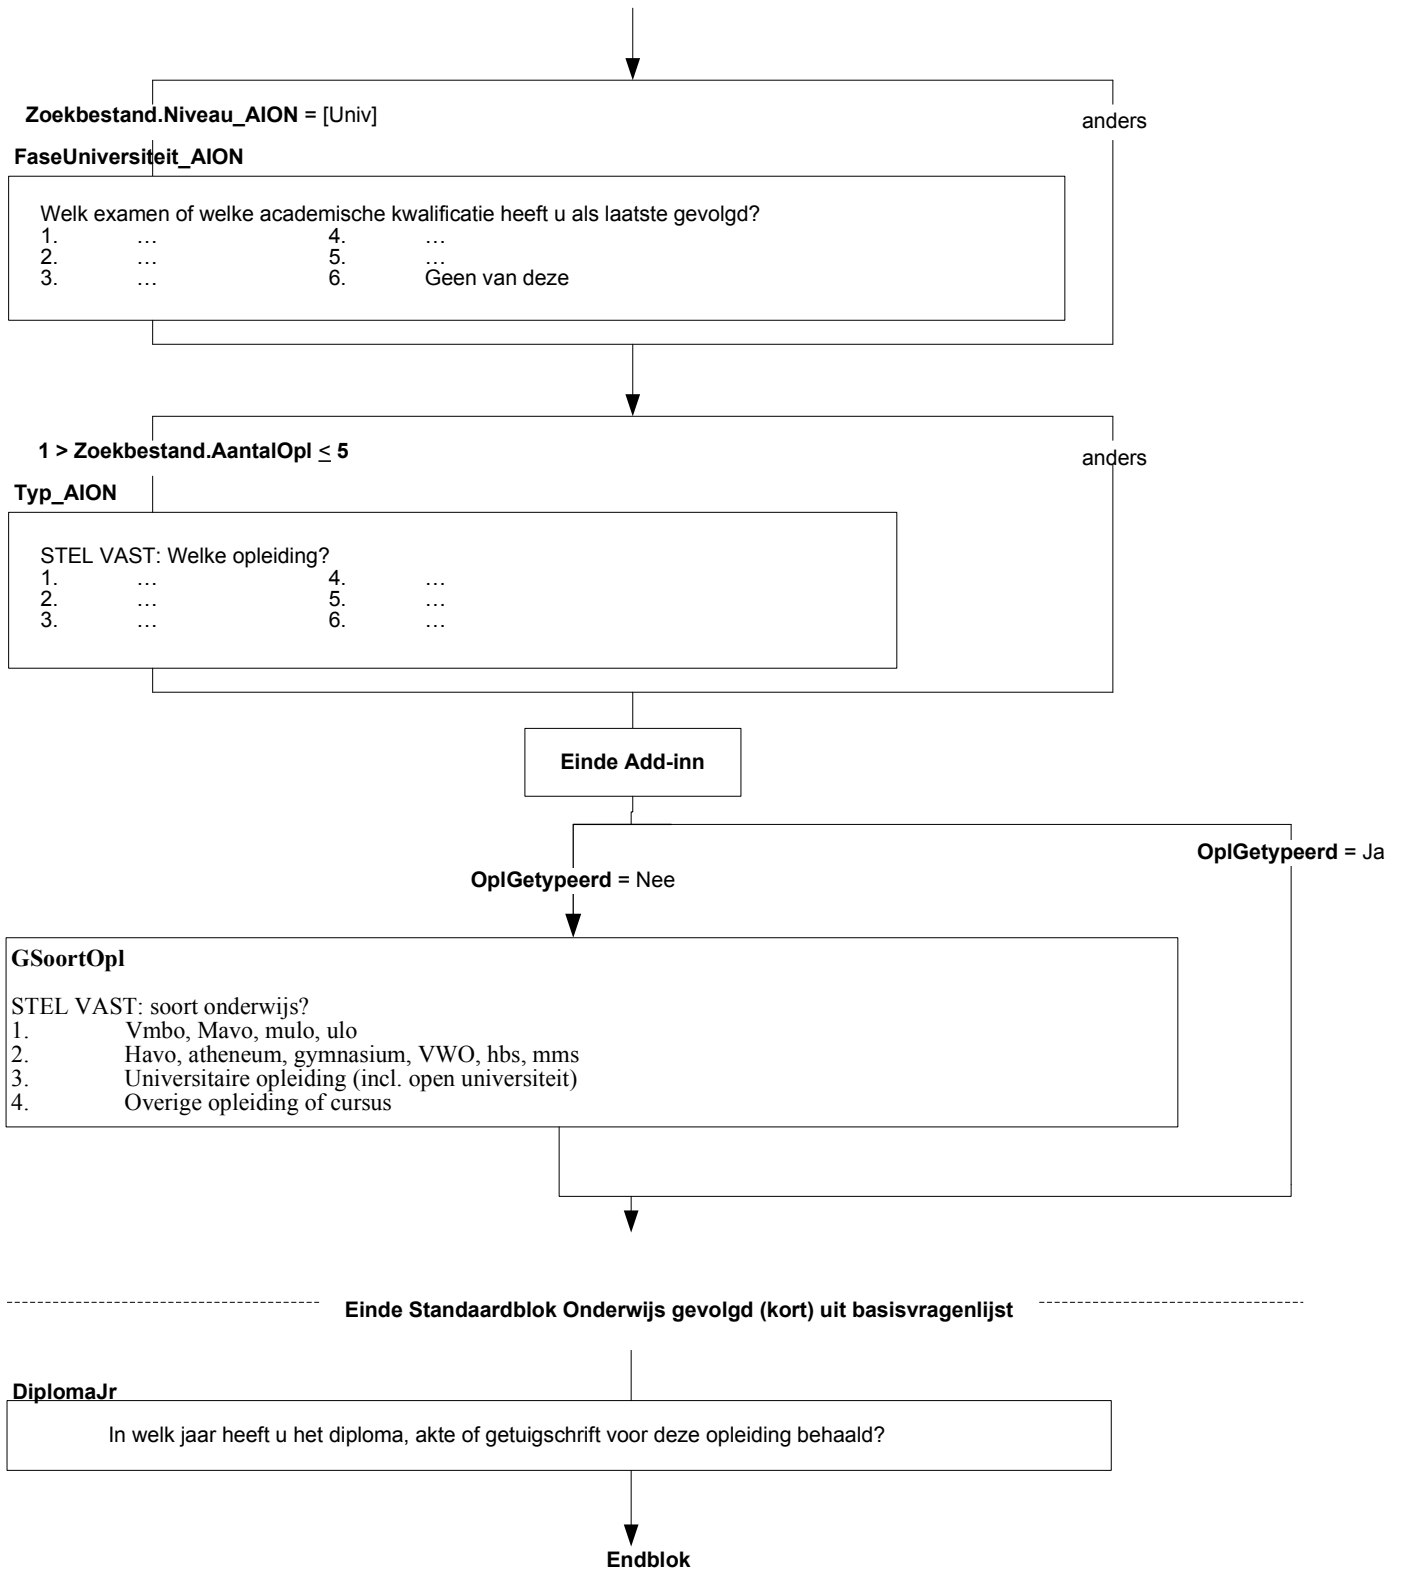 Zoekbestand.Niveau_AION = [Univ]
anders
FaseUniversiteit_AION
Welk examen of welke academische kwalificatie heeft u als laatste gevolgd?
1. … 4. …
2. … 5. …
3. … 6. Geen van deze
1 > Zoekbestand.AantalOpl ≤ 5
anders
Typ_AION
STEL VAST: Welke opleiding?
1. … 4. …
2. … 5. …
3. … 6. …
Einde Add-inn
OplGetypeerd = Ja
OplGetypeerd = Nee
GSoortOpl
STEL VAST: soort onderwijs?
1. Vmbo, Mavo, mulo, ulo
2. Havo, atheneum, gymnasium, VWO, hbs, mms
3. Universitaire opleiding (incl. open universiteit)
4. Overige opleiding of cursus
Einde Standaardblok Onderwijs gevolgd (kort) uit basisvragenlijst
DiplomaJr
In welk jaar heeft u het diploma, akte of getuigschrift voor deze opleiding behaald?
Endblok